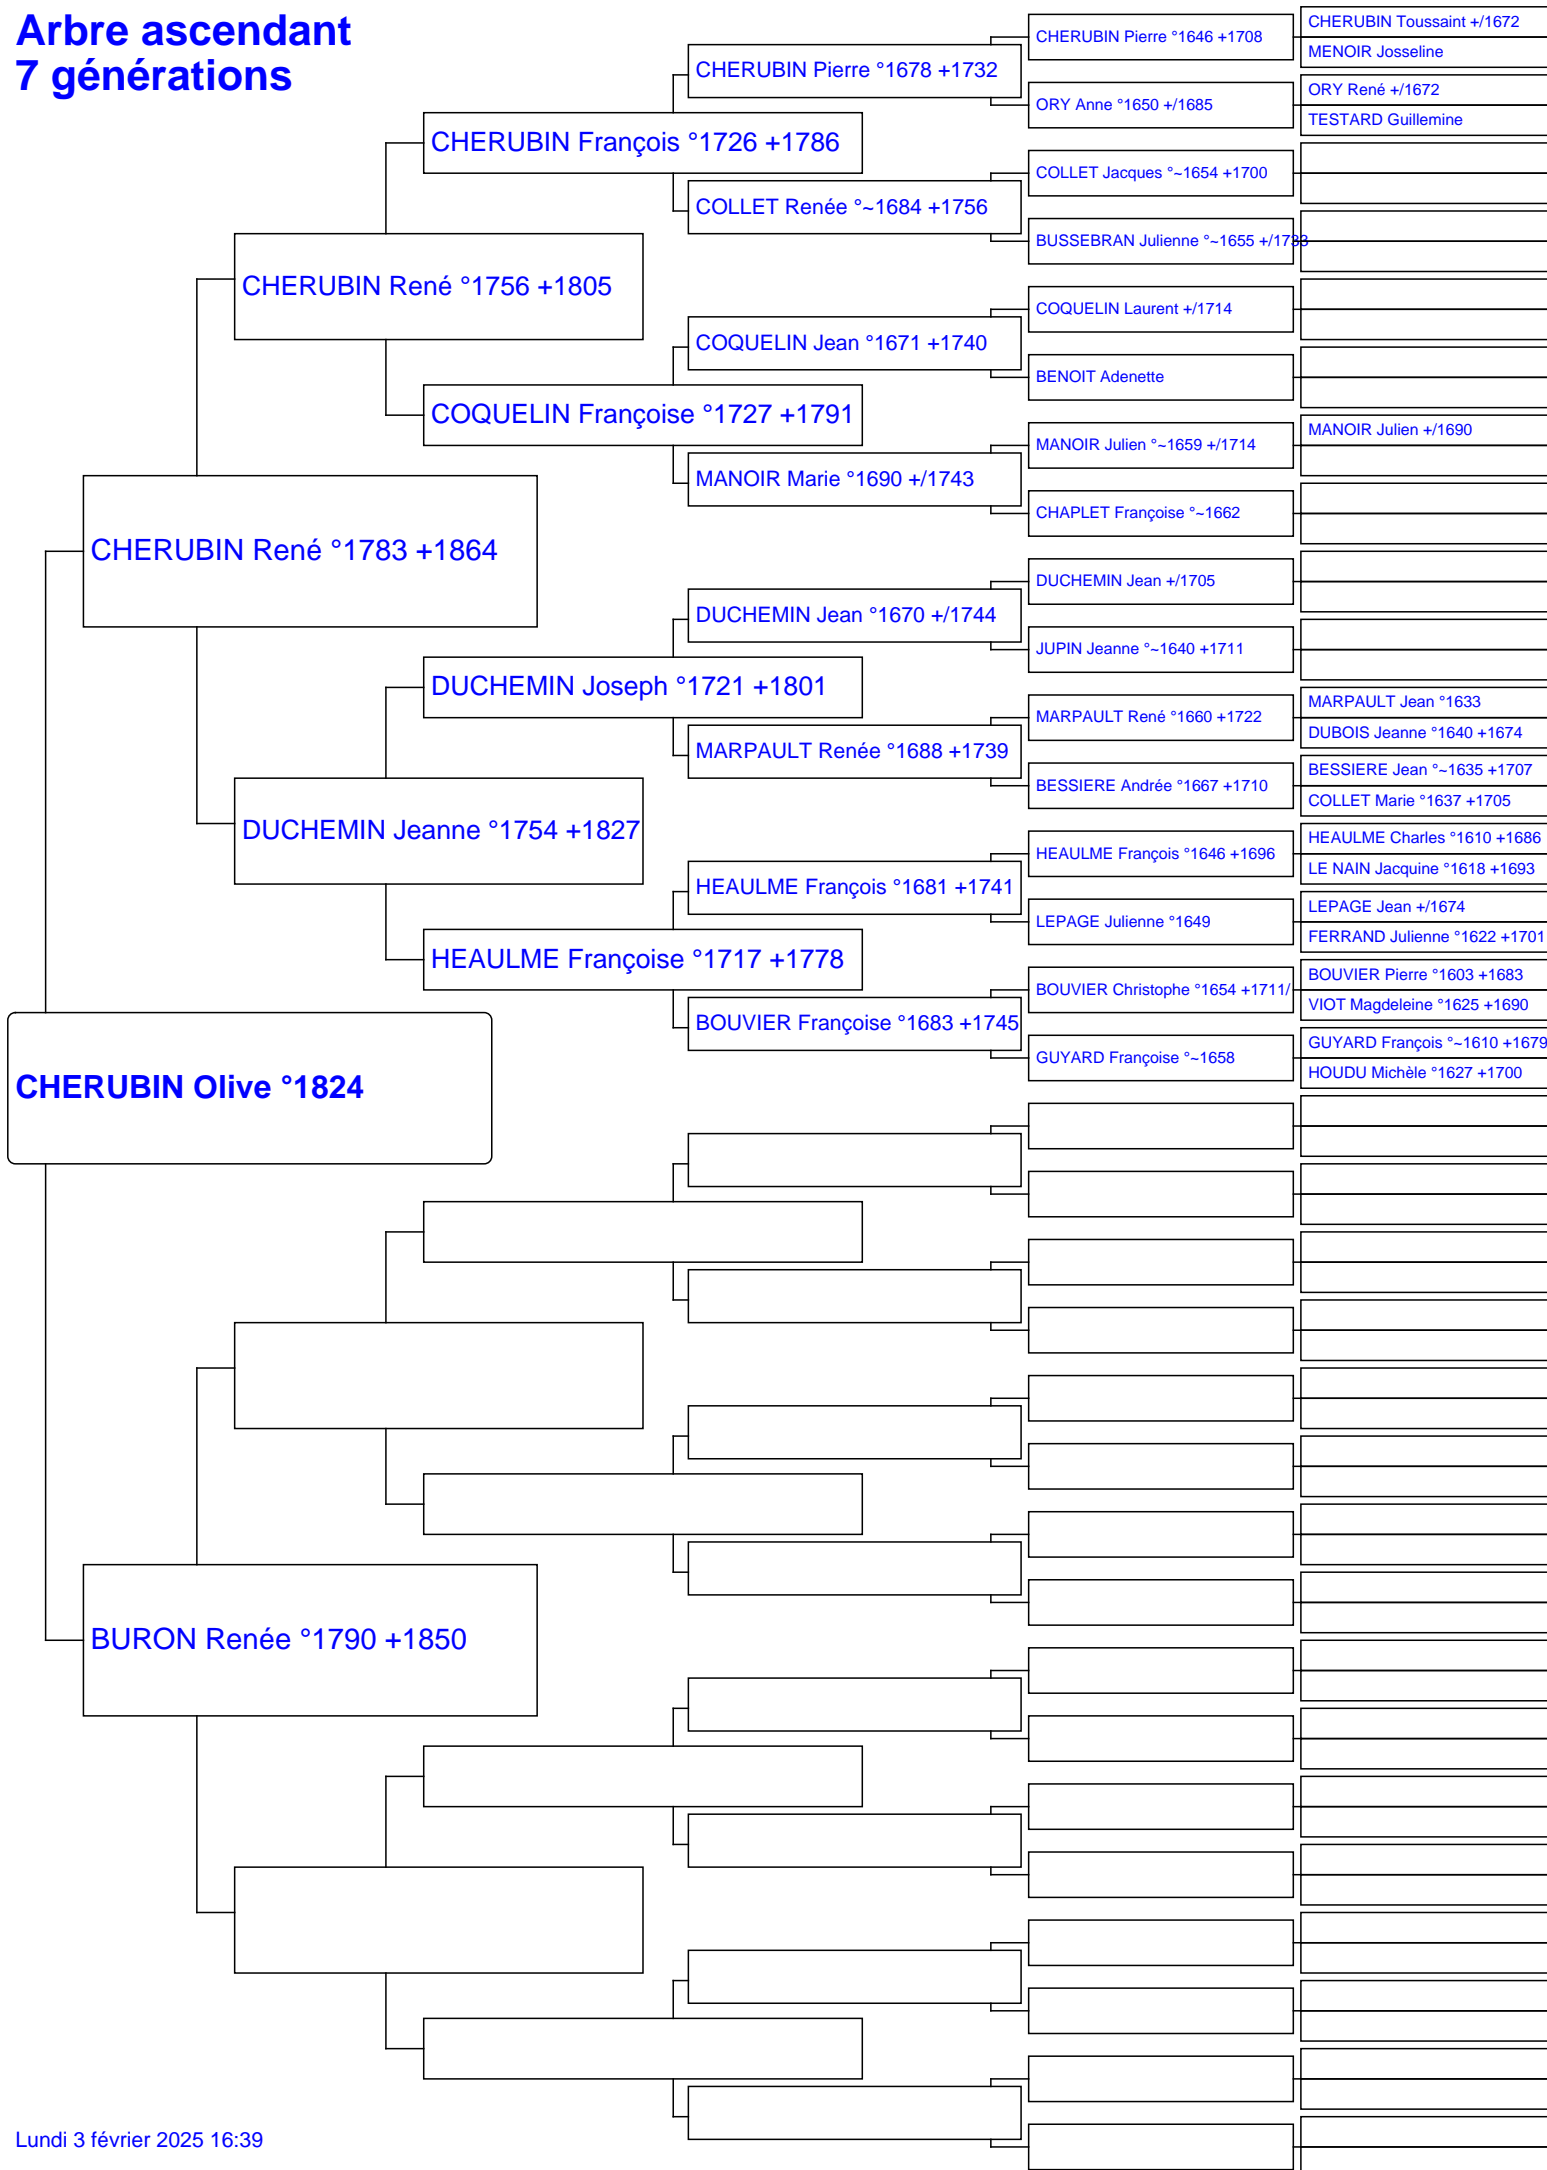 Arbre ascendant
7 générations
CHERUBIN Olive °1824
CHERUBIN René °1783 +1864
BURON Renée °1790 +1850
CHERUBIN René °1756 +1805
DUCHEMIN Jeanne °1754 +1827
CHERUBIN François °1726 +1786
COQUELIN Françoise °1727 +1791
DUCHEMIN Joseph °1721 +1801
HEAULME Françoise °1717 +1778
CHERUBIN Pierre °1678 +1732
COLLET Renée °~1684 +1756
COQUELIN Jean °1671 +1740
MANOIR Marie °1690 +/1743
DUCHEMIN Jean °1670 +/1744
MARPAULT Renée °1688 +1739
HEAULME François °1681 +1741
BOUVIER Françoise °1683 +1745
CHERUBIN Pierre °1646 +1708
ORY Anne °1650 +/1685
COLLET Jacques °~1654 +1700
BUSSEBRAN Julienne °~1655 +/1733
COQUELIN Laurent +/1714
BENOIT Adenette
MANOIR Julien °~1659 +/1714
CHAPLET Françoise °~1662
DUCHEMIN Jean +/1705
JUPIN Jeanne °~1640 +1711
MARPAULT René °1660 +1722
BESSIERE Andrée °1667 +1710
HEAULME François °1646 +1696
LEPAGE Julienne °1649
BOUVIER Christophe °1654 +1711/
GUYARD Françoise °~1658
CHERUBIN Toussaint +/1672
MENOIR Josseline
ORY René +/1672
TESTARD Guillemine
MANOIR Julien +/1690
MARPAULT Jean °1633
DUBOIS Jeanne °1640 +1674
BESSIERE Jean °~1635 +1707
COLLET Marie °1637 +1705
HEAULME Charles °1610 +1686
LE NAIN Jacquine °1618 +1693
LEPAGE Jean +/1674
FERRAND Julienne °1622 +1701
BOUVIER Pierre °1603 +1683
VIOT Magdeleine °1625 +1690
GUYARD François °~1610 +1679
HOUDU Michèle °1627 +1700
Lundi 3 février 2025 16:39